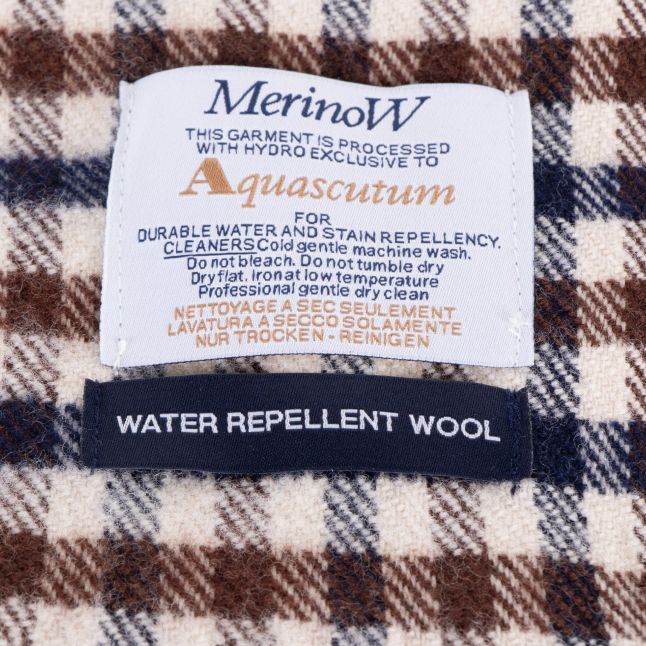 MerinoW
THIS GARMENT IS PROCESSED
WITH HYDRO EXCLUSIVE TO
Aquascutum
FOR
DURABLE WATER AND STAIN REPELLENCY.
CLEANERS Cold gentle machine wash.
Do not bleach. Do not tumble dry
Dry flat. Iron at low temperature
Professional gentle dry clean
NETTOYAGE A SEC SEULEMENT
LAVATURA A SECCO SOLAMENTE
NUR TROCKEN - REINIGEN
WATER REPELLENT WOOL